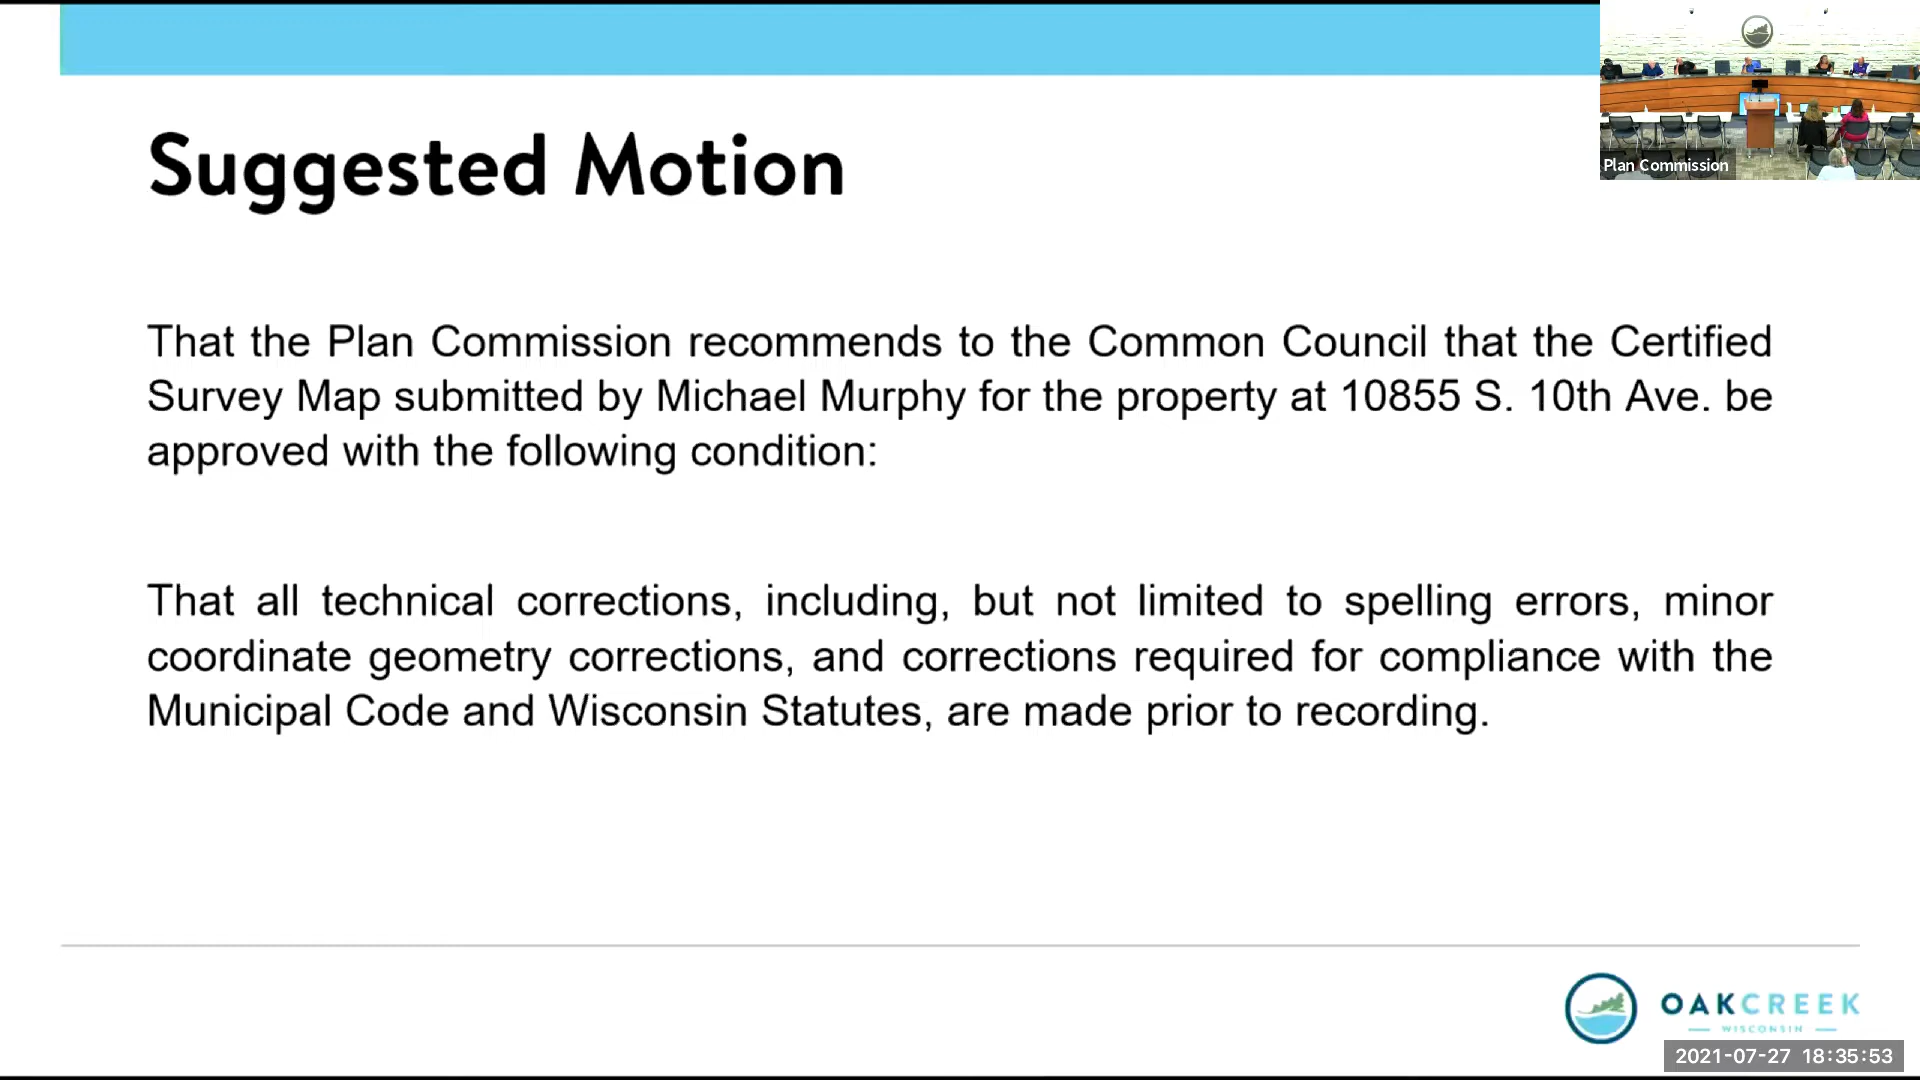 Suggested Motion
Plan Commission
That the Plan Commission recommends to the Common Council that the Certified
Survey Map submitted by Michael Murphy for the property at 10855 S. 10th Ave. be
approved with the following condition:
That all technical corrections, including, but not limited to spelling errors, minor
coordinate geometry corrections, and corrections required for compliance with the
Municipal Code and Wisconsin Statutes, are made prior to recording.
OAKCREEK
WISCONSIN
2021-07-27 18:35:53